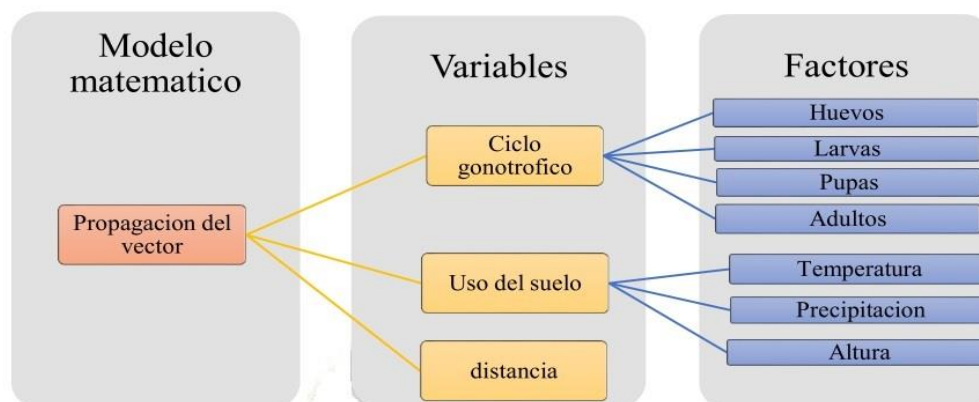 Modelo
matematico
Propagacion del
vector
Variables
Ciclo
gonotrofico
Uso del suelo
distancia
Factores
Huevos
Larvas
Pupas
Adultos
Temperatura
Precipitacion
Altura